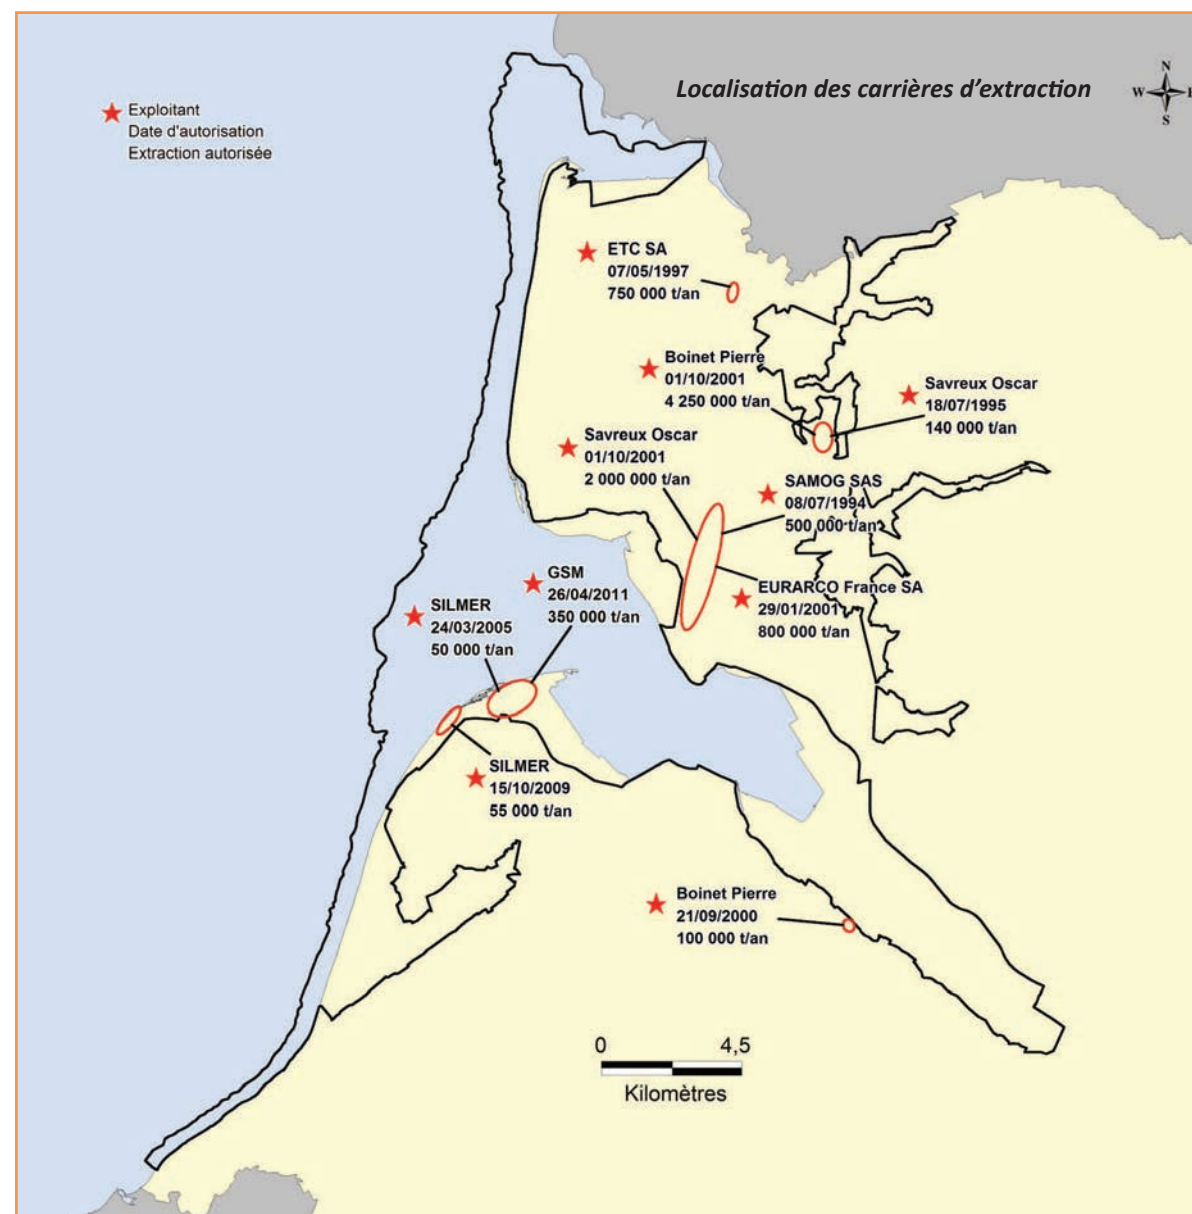 Localisation des carrières d'extraction
N
W
E
S
Exploitant
Date d'autorisation
Extraction autorisée
ETC SA
07/05/1997
750 000 t/an
Boinet Pierre
01/10/2001
4 250 000 t/an
Savreux Oscar
18/07/1995
140 000 t/an
Savreux Oscar
01/10/2001
2 000 000 t/an
SAMOG SAS
08/07/1994
500 000 t/an
GSM
26/04/2011
350 000 t/an
EURARCO France SA
29/01/2001
800 000 t/an
SILMER
24/03/2005
50 000 t/an
SILMER
15/10/2009
55 000 t/an
Boinet Pierre
21/09/2000
100 000 t/an
0 4,5
Kilomètres